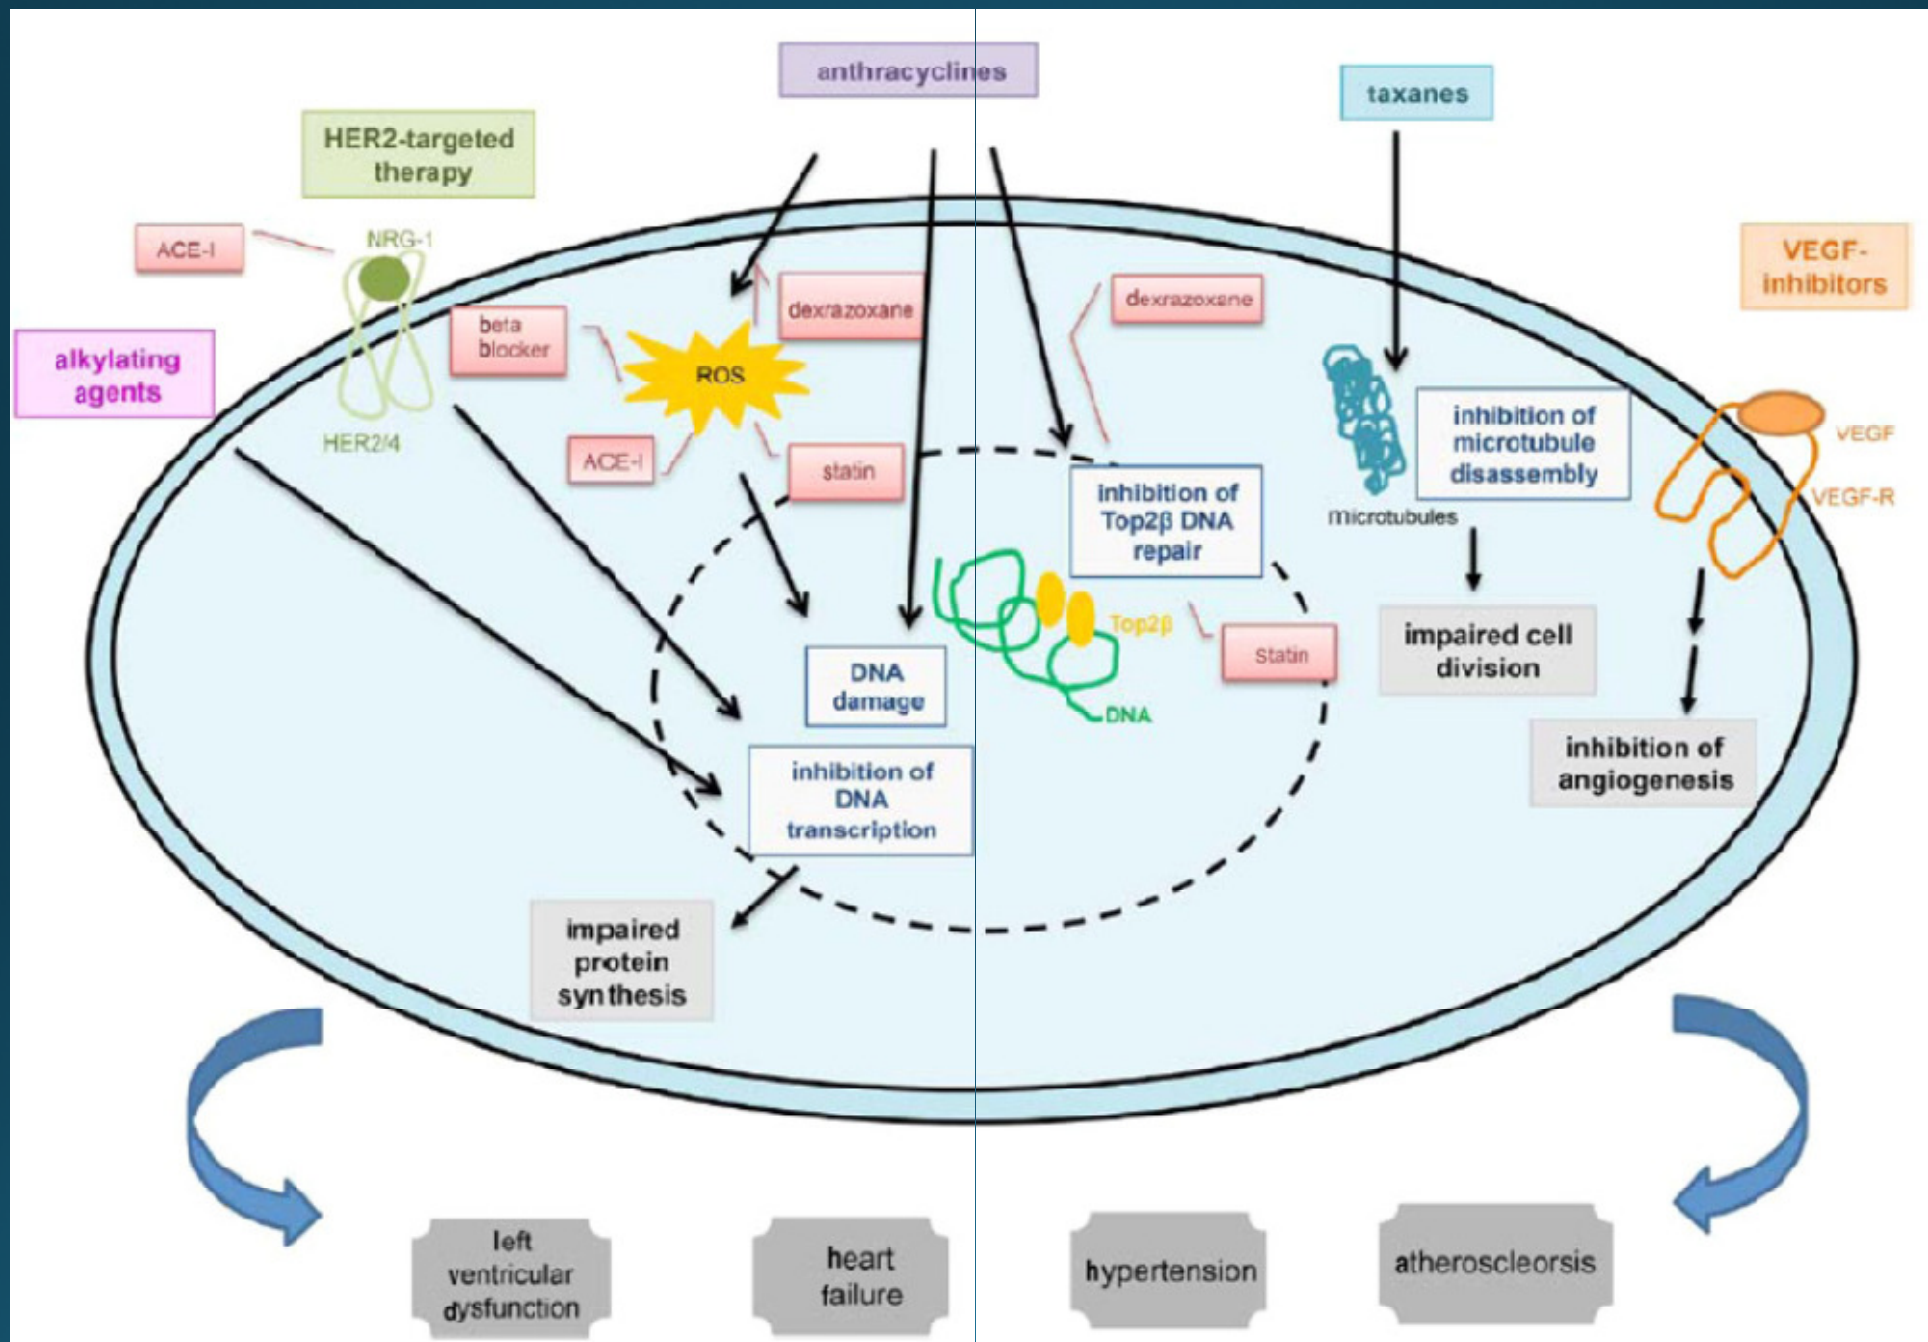 anthracyclines
taxanes
HER2-targeted
therapy
ACE-I
NRG-1
VEGF-
inhibitors
alkylating
agents
beta
blocker
dexrazoxane
dexrazoxane
ROS
HER2/4
ACE-I
statin
inhibition of
microtubule
disassembly
VEGF
VEGF-R
microtubules
inhibition of
Top2β DNA
repair
Top2β
statin
DNA
impaired cell
division
DNA
damage
inhibition of
angiogenesis
inhibition of
DNA
transcription
impaired
protein
synthesis
left
ventricular
dysfunction
heart
failure
hypertension
atheroscleorsis